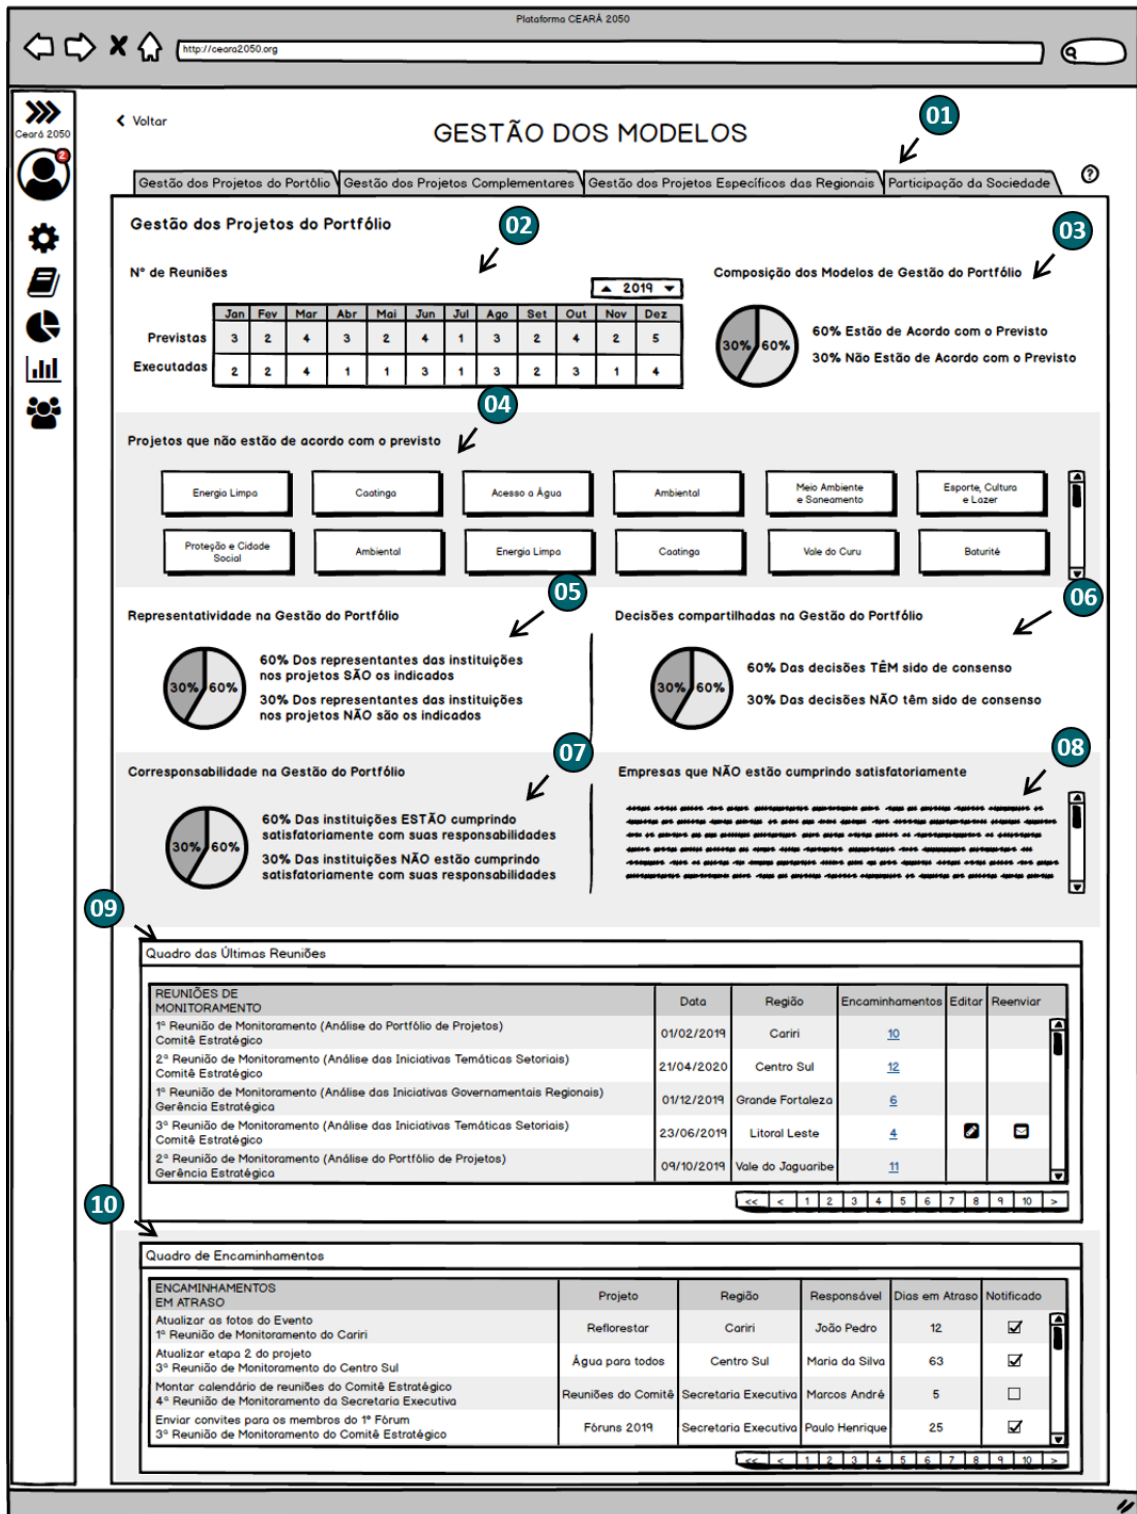 Plataforma CEARÁ 2050
http://ceara2050.org
Ceará 2050
2
Voltar
GESTÃO DOS MODELOS
01
Gestão dos Projetos do Portólio
Gestão dos Projetos Complementares
Gestão dos Projetos Específicos das Regionais
Participação da Sociedade
?
Gestão dos Projetos do Portfólio
02
03
Nº de Reuniões
2019
Composição dos Modelos de Gestão do Portfólio
Jan Fev Mar Abr Mai Jun Jul Ago Set Out Nov Dez
Previstas 3 2 4 3 2 4 1 3 2 4 2 5
Executadas 2 2 4 1 1 3 1 3 2 3 1 4
30% 60%
60% Estão de Acordo com o Previsto
30% Não Estão de Acordo com o Previsto
04
Projetos que não estão de acordo com o previsto
Energia Limpa
Caatinga
Acesso a Água
Ambiental
Meio Ambiente
e Saneamento
Esporte, Cultura
e Lazer
Proteção e Cidade
Social
Ambiental
Energia Limpa
Caatinga
Vale do Curu
Baturité
05
06
Representatividade na Gestão do Portfólio
30% 60%
60% Dos representantes das instituições
nos projetos SÃO os indicados
30% Dos representantes das instituições
nos projetos NÃO são os indicados
Decisões compartilhadas na Gestão do Portfólio
30% 60%
60% Das decisões TÊM sido de consenso
30% Das decisões NÃO têm sido de consenso
07
08
Corresponsabilidade na Gestão do Portfólio
30% 60%
60% Das instituições ESTÃO cumprindo
satisfatoriamente com suas responsabilidades
30% Das instituições NÃO estão cumprindo
satisfatoriamente com suas responsabilidades
Empresas que NÃO estão cumprindo satisfatoriamente
09
Quadro das Últimas Reuniões
REUNIÕES DE
MONITORAMENTO
Data Região Encaminhamentos Editar Reenviar
1ª Reunião de Monitoramento (Análise do Portfólio de Projetos)
Comitê Estratégico
01/02/2019 Cariri 10
2ª Reunião de Monitoramento (Análise das Iniciativas Temáticas Setoriais)
Comitê Estratégico
21/04/2020 Centro Sul 12
1ª Reunião de Monitoramento (Análise das Iniciativas Governamentais Regionais)
Gerência Estratégica
01/12/2019 Grande Fortaleza 6
3ª Reunião de Monitoramento (Análise das Iniciativas Temáticas Setoriais)
Comitê Estratégico
23/06/2019 Litoral Leste 4
2ª Reunião de Monitoramento (Análise do Portfólio de Projetos)
Gerência Estratégica
09/10/2019 Vale do Jaguaribe 11
<< < 1 2 3 4 5 6 7 8 9 10 >
10
Quadro de Encaminhamentos
ENCAMINHAMENTOS
EM ATRASO
Projeto Região Responsável Dias em Atraso Notificado
Atualizar as fotos do Evento
1ª Reunião de Monitoramento do Cariri
Reflorestar Cariri João Pedro 12
Atualizar etapa 2 do projeto
3ª Reunião de Monitoramento do Centro Sul
Água para todos Centro Sul Maria da Silva 63
Montar calendário de reuniões do Comitê Estratégico
4ª Reunião de Monitoramento da Secretaria Executiva
Reuniões do Comitê Secretaria Executiva Marcos André 5
Enviar convites para os membros do 1º Fórum
3ª Reunião de Monitoramento do Comitê Estratégico
Fóruns 2019 Secretaria Executiva Paulo Henrique 25
<< < 1 2 3 4 5 6 7 8 9 10 >